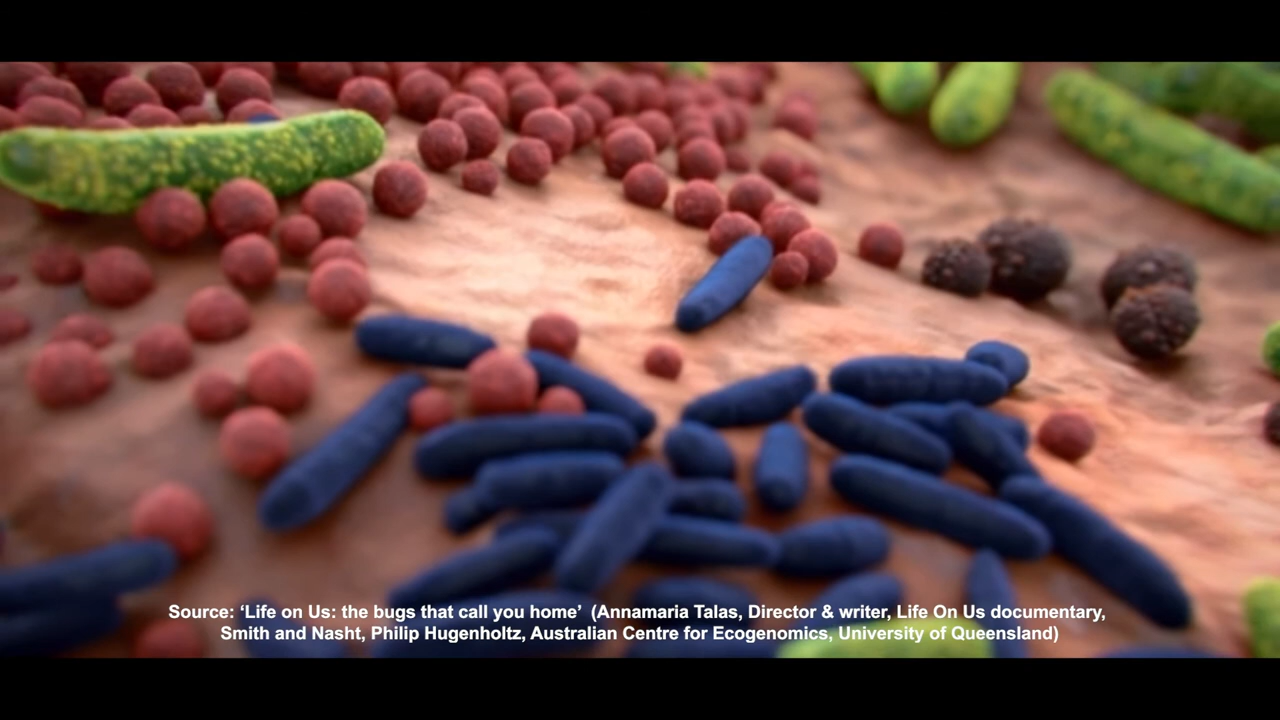 Source: ‘Life on Us: the bugs that call you home’ (Annamaria Talas, Director & writer, Life On Us documentary,
Smith and Nasht, Philip Hugenholtz, Australian Centre for Ecogenomics, University of Queensland)